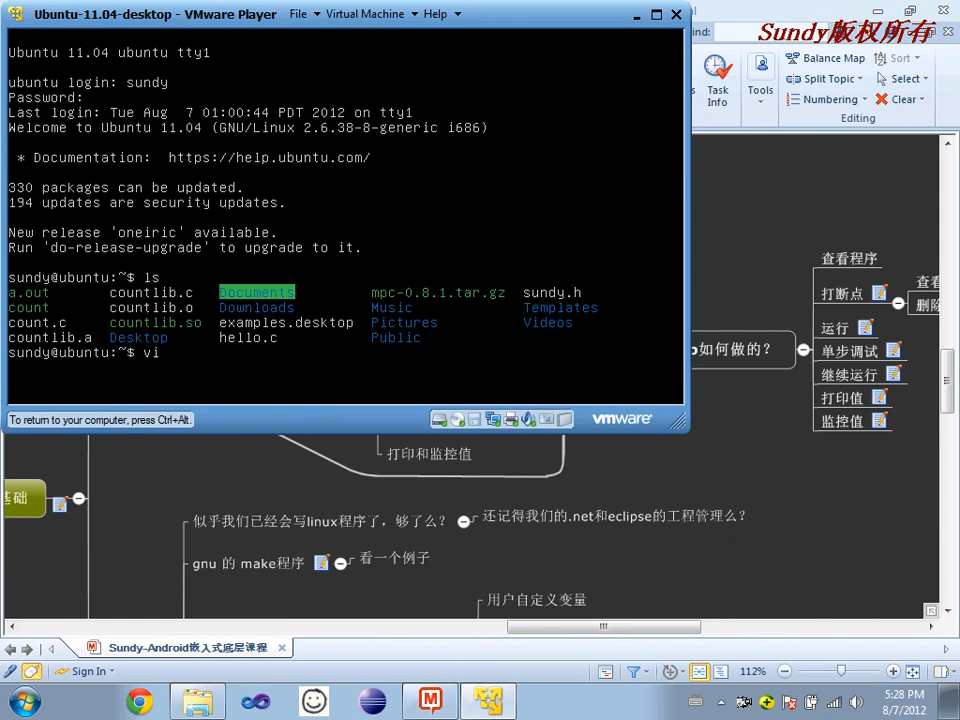 Ubuntu-11.04-desktop - VMware Player File Virtual Machine Help
Ubuntu 11.04 ubuntu tty1
ubuntu login: sundy
Password:
Last login: Tue Aug  7 01:00:44 PDT 2012 on tty1
Welcome to Ubuntu 11.04 (GNU/Linux 2.6.38-8-generic i686)
* Documentation:  https://help.ubuntu.com/
330 packages can be updated.
194 updates are security updates.
New release 'oneiric' available.
Run 'do-release-upgrade' to upgrade to it.
sundy@ubuntu:~$ ls
a.out countlib.c Documents mpc-0.8.1.tar.gz sundy.h
count countlib.o Downloads Music Templates
count.c countlib.so examples.desktop Pictures Videos
countlib.a Desktop hello.c Public
sundy@ubuntu:~$ vi
To return to your computer, press Ctrl+Alt.
vmware
Sundy版权所有
Task Info
Tools
Balance Map
Sort
Split Topic
Select
Numbering
Clear
Editing
查看程序
查看
打断点
删除
运行
如何做的？
单步调试
继续运行
打印值
监控值
打印和监控值
基础
似乎我们已经会写linux程序了，够了么？
还记得我们的.net和eclipse的工程管理么？
gnu 的 make程序
看一个例子
用户自定义变量
Sundy-Android嵌入式底层课程
Sign In
112%
5:28 PM
8/7/2012